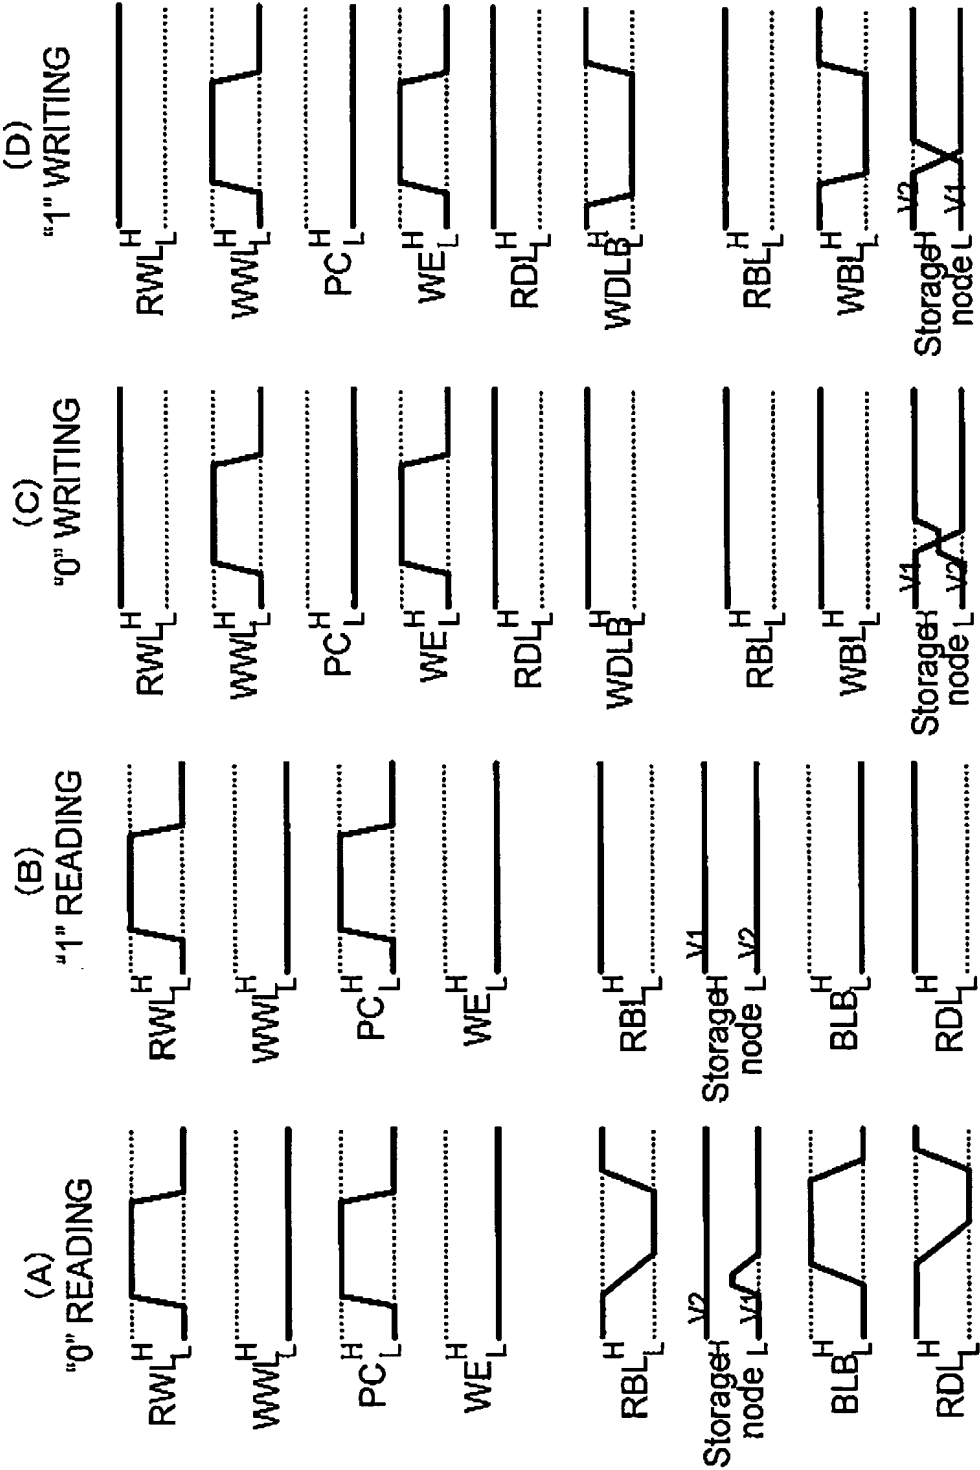 (A)
"0" READING
RWL H L
WWL H L
PC H L
WE H L
RBL H L
Storage H V2
node L V1
BLB H L
RDL H L
(B)
"1" READING
RWL H L
WWL H L
PC H L
WE H L
RBL H L
Storage H V1
node L V2
BLB H L
RDL H L
(C)
"0" WRITING
RWL H L
WWL H L
PC H L
WE H L
RDL H L
WDLB H L
RBL H L
WBL H L
Storage H V1
node L V2
(D)
"1" WRITING
RWL H L
WWL H L
PC H L
WE H L
RDL H L
WDLB H L
RBL H L
WBL H L
Storage H V2
node L V1